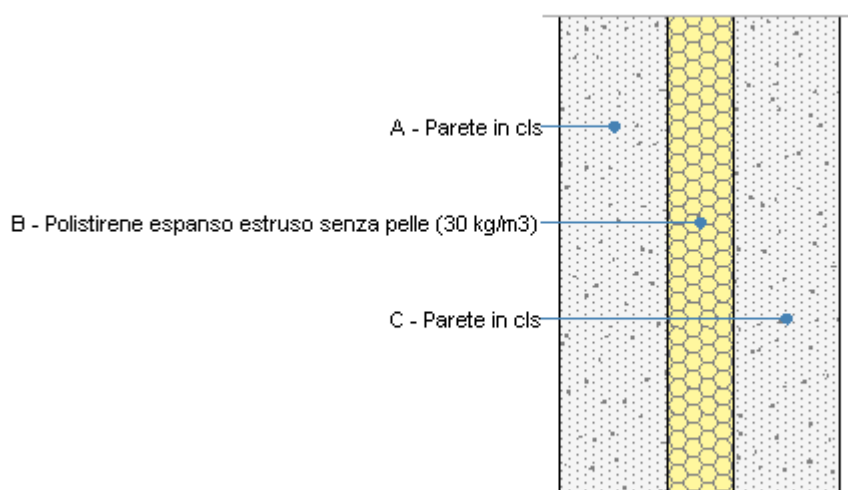 A - Parete in cls
B - Polistirene espanso estruso senza pelle (30 kg/m3)
C - Parete in cls